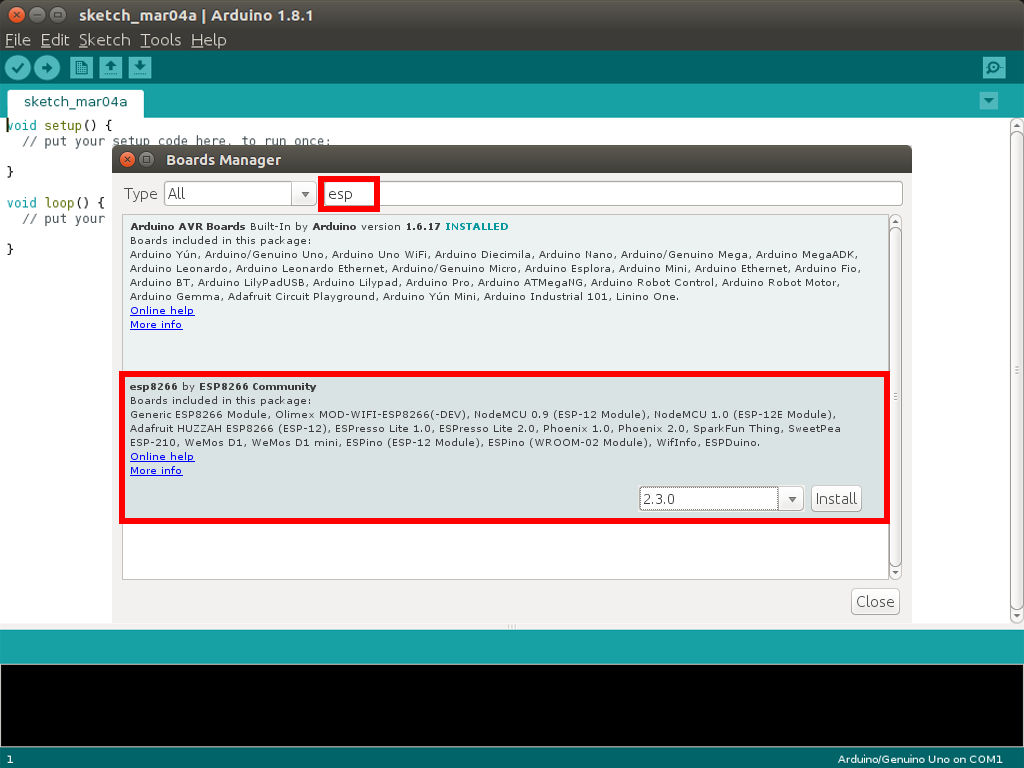 sketch_mar04a | Arduino 1.8.1
File Edit Sketch Tools Help
sketch_mar04a
void setup() {
// put your setup code here, to run once:
}
void loop() {
// put your
}
Boards Manager
Type All esp
Arduino AVR Boards Built-In by Arduino version 1.6.17 INSTALLED
Boards included in this package:
Arduino Yún, Arduino/Genuino Uno, Arduino Uno WiFi, Arduino Diecimila, Arduino Nano, Arduino/Genuino Mega, Arduino MegaADK,
Arduino Leonardo, Arduino Leonardo Ethernet, Arduino/Genuino Micro, Arduino Esplora, Arduino Mini, Arduino Ethernet, Arduino Fio,
Arduino BT, Arduino LilyPadUSB, Arduino Lilypad, Arduino Pro, Arduino ATMegaNG, Arduino Robot Control, Arduino Robot Motor,
Arduino Gemma, Adafruit Circuit Playground, Arduino Yún Mini, Arduino Industrial 101, Linino One.
Online help
More info
esp8266 by ESP8266 Community
Boards included in this package:
Generic ESP8266 Module, Olimex MOD-WIFI-ESP8266(-DEV), NodeMCU 0.9 (ESP-12 Module), NodeMCU 1.0 (ESP-12E Module),
Adafruit HUZZAH ESP8266 (ESP-12), ESPresso Lite 1.0, ESPresso Lite 2.0, Phoenix 1.0, Phoenix 2.0, SparkFun Thing, SweetPea
ESP-210, WeMos D1, WeMos D1 mini, ESPino (ESP-12 Module), ESPino (WROOM-02 Module), WifInfo, ESPDuino.
Online help
More info
2.3.0 Install
Close
1 Arduino/Genuino Uno on COM1